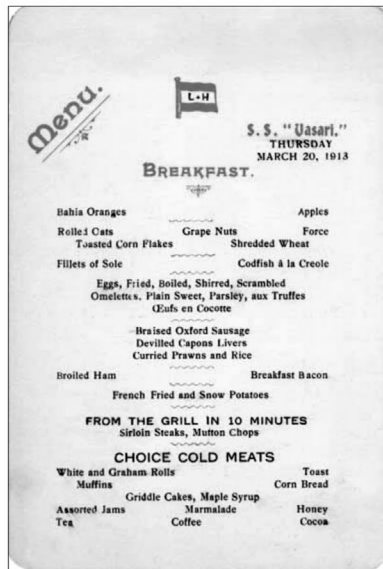 Menu.
L+H
S. S. "Vasari."
THURSDAY
MARCH 20, 1913
BREAKFAST.
Bahia Oranges Apples
Rolled Oats Grape Nuts Force
Toasted Corn Flakes Shredded Wheat
Fillets of Sole Codfish à la Creole
Eggs, Fried, Boiled, Shirred, Scrambled
Omelettes, Plain Sweet, Parsley, aux Truffes
Œufs en Cocotte
Braised Oxford Sausage
Devilled Capons Livers
Curried Prawns and Rice
Broiled Ham Breakfast Bacon
French Fried and Snow Potatoes
FROM THE GRILL IN 10 MINUTES
Sirloin Steaks, Mutton Chops
CHOICE COLD MEATS
White and Graham Rolls Toast
Muffins Corn Bread
Griddle Cakes, Maple Syrup
Assorted Jams Marmalade Honey
Tea Coffee Cocoa